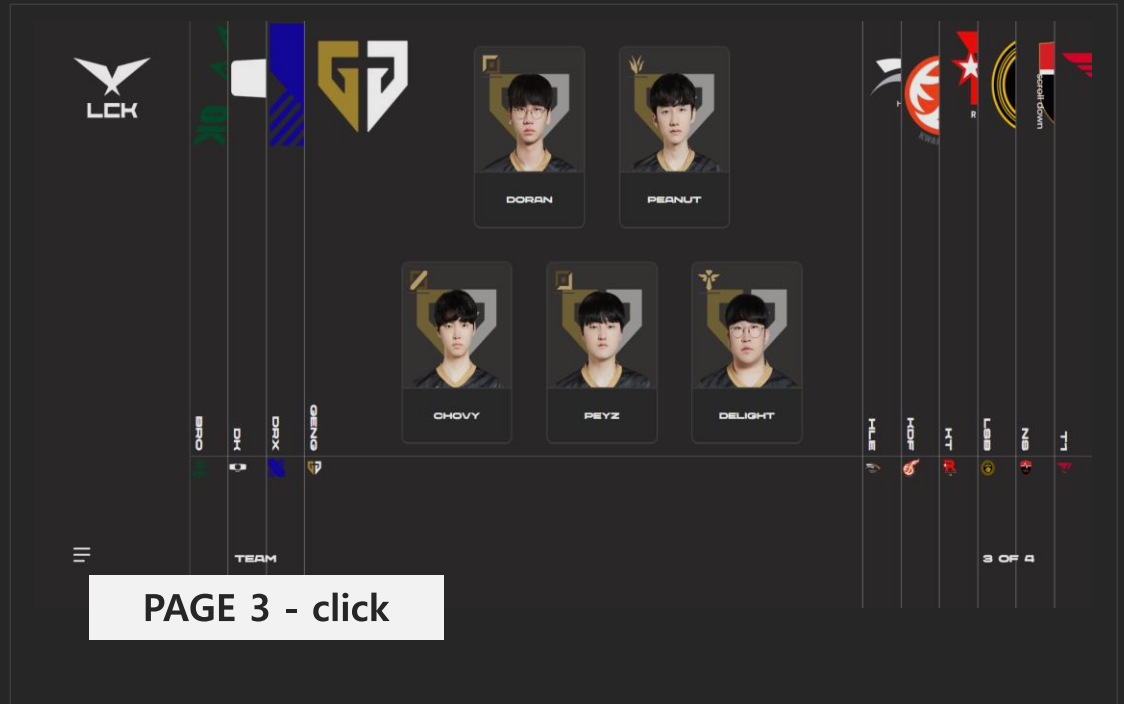 LCK
DORAN
PEANUT
CHOVY
PEYZ
DELIGHT
BRO
DK
DRX
GENG
HLE
KDF
KT
LSB
NS
T1
scroll down
TEAM
3 OF 4
PAGE 3 - click